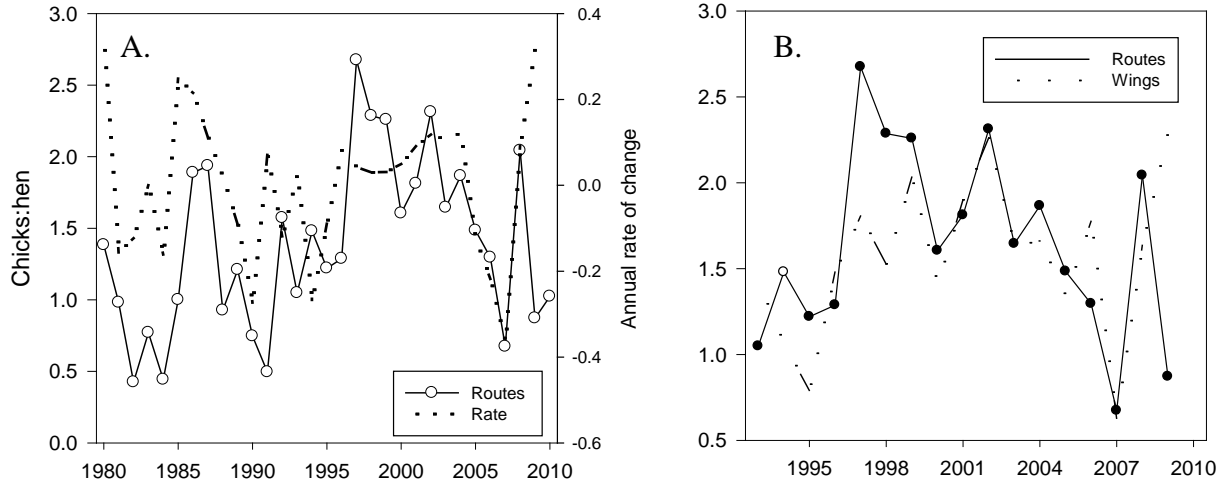 A.
Chicks:hen
3.0
2.5
2.0
1.5
1.0
0.5
0.0
1980 1985 1990 1995 2000 2005 2010
0.4
0.2
0.0
-0.2
-0.4
-0.6
Annual rate of change
Routes
Rate
B.
3.0
2.5
2.0
1.5
1.0
0.5
1995 1998 2001 2004 2007 2010
Routes
Wings